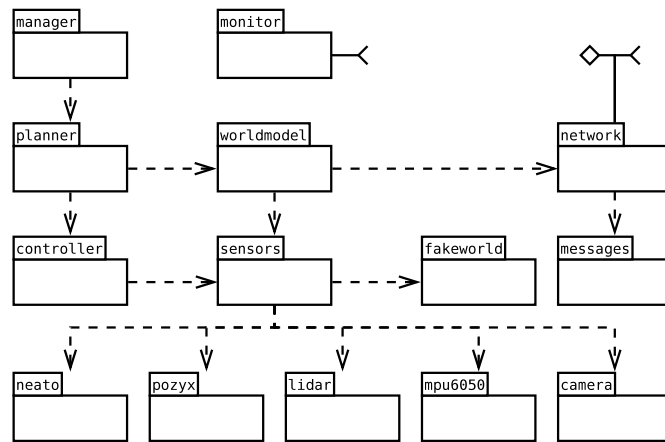 manager
monitor
planner
worldmodel
network
controller
sensors
fakeworld
messages
neato
pozyx
lidar
mpu6050
camera